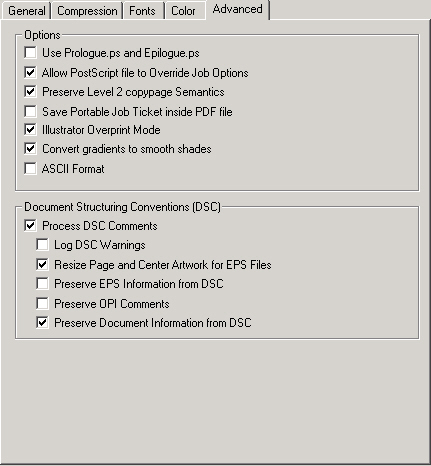 General Compression Fonts Color Advanced
Options
Use Prologue.ps and Epilogue.ps
Allow PostScript file to Override Job Options
Preserve Level 2 copypage Semantics
Save Portable Job Ticket inside PDF file
Illustrator Overprint Mode
Convert gradients to smooth shades
ASCII Format
Document Structuring Conventions (DSC)
Process DSC Comments
Log DSC Warnings
Resize Page and Center Artwork for EPS Files
Preserve EPS Information from DSC
Preserve OPI Comments
Preserve Document Information from DSC